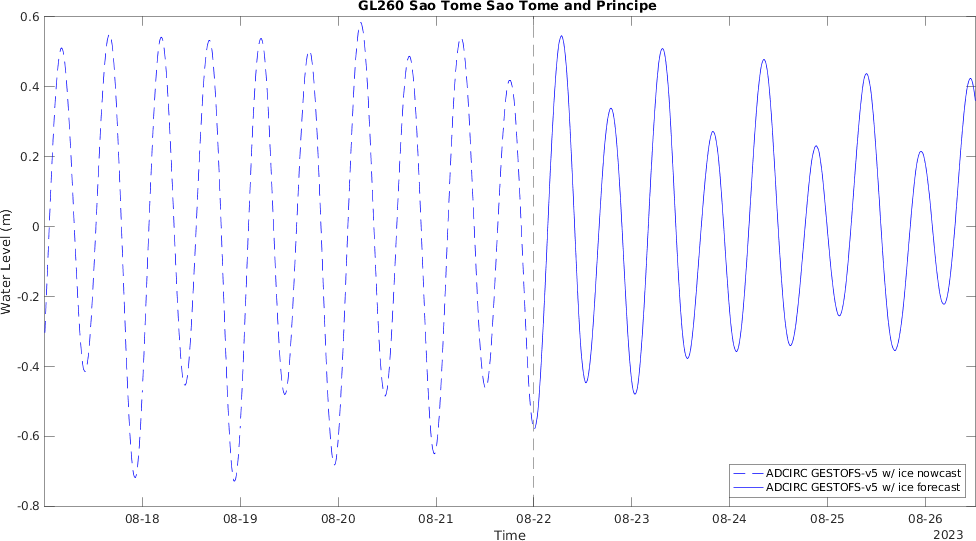 GL260 Sao Tome Sao Tome and Principe
Water Level (m)
0.6
0.4
0.2
0
-0.2
-0.4
-0.6
-0.8
08-18 08-19 08-20 08-21 08-22 08-23 08-24 08-25 08-26
Time
2023
ADCIRC GESTOFS-v5 w/ ice nowcast
ADCIRC GESTOFS-v5 w/ ice forecast